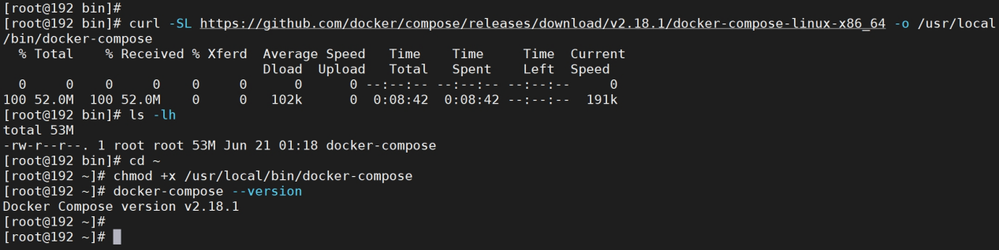 [root@192 bin]#
[root@192 bin]# curl -SL https://github.com/docker/compose/releases/download/v2.18.1/docker-compose-linux-x86_64 -o /usr/local
/bin/docker-compose
  % Total    % Received % Xferd  Average Speed   Time    Time     Time  Current
                                 Dload  Upload   Total   Spent    Left  Speed
  0     0    0     0    0     0      0      0 --:--:-- --:--:-- --:--:--     0
100 52.0M  100 52.0M    0     0   102k      0  0:08:42  0:08:42 --:--:--  191k
[root@192 bin]# ls -lh
total 53M
-rw-r--r--. 1 root root 53M Jun 21 01:18 docker-compose
[root@192 bin]# cd ~
[root@192 ~]# chmod +x /usr/local/bin/docker-compose
[root@192 ~]# docker-compose --version
Docker Compose version v2.18.1
[root@192 ~]#
[root@192 ~]#